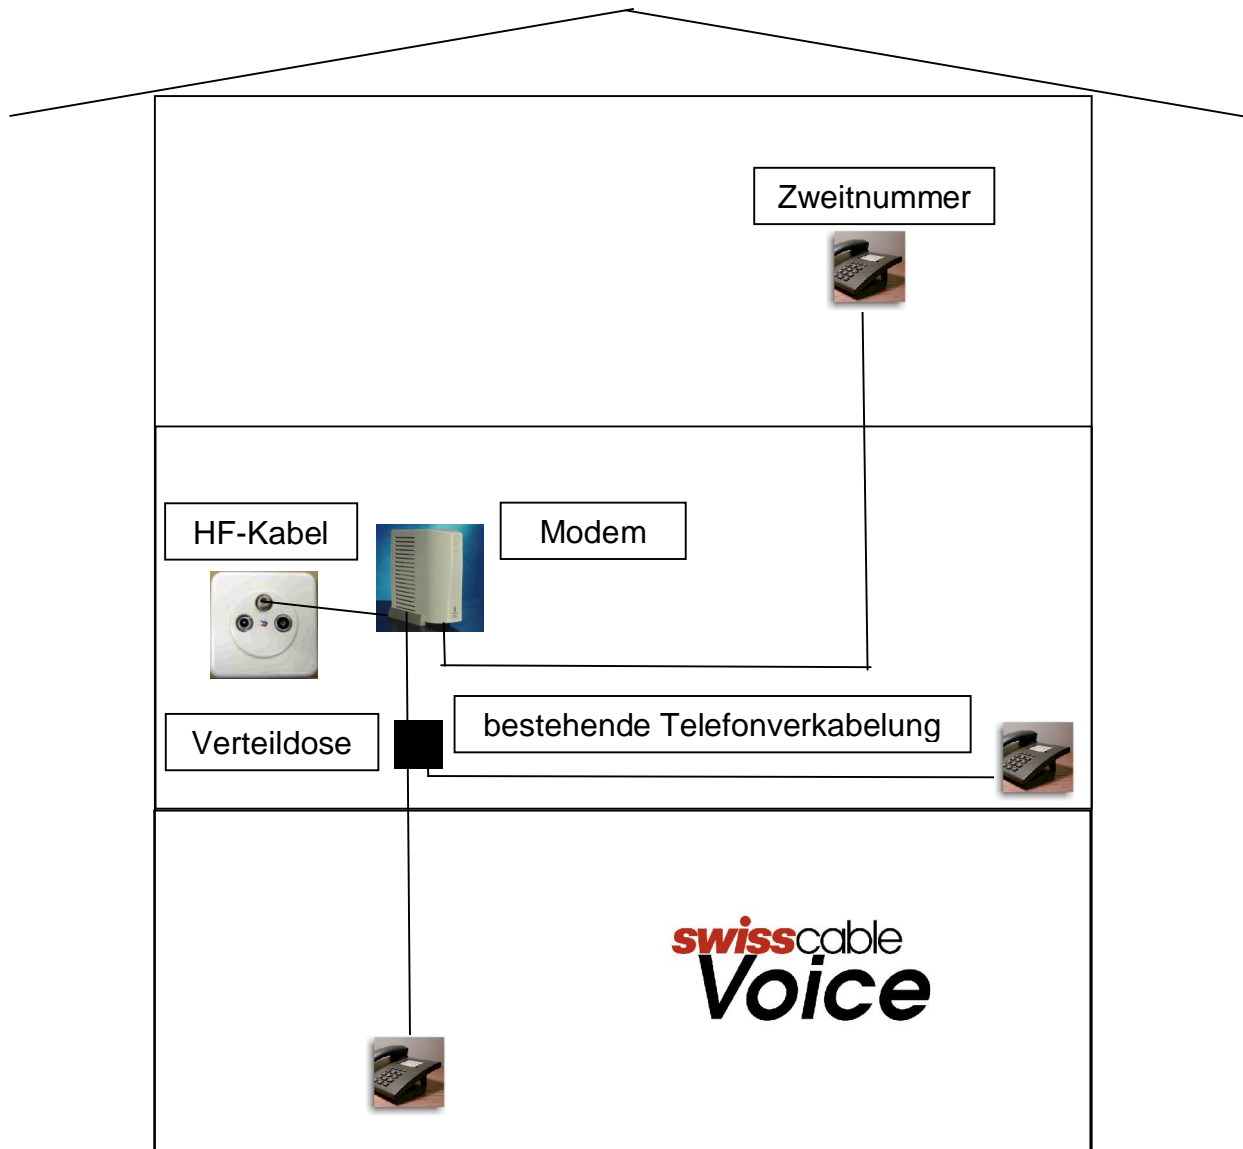 Zweitnummer
HF-Kabel
Modem
Verteildose
bestehende Telefonverkabelung
swisscable
Voice